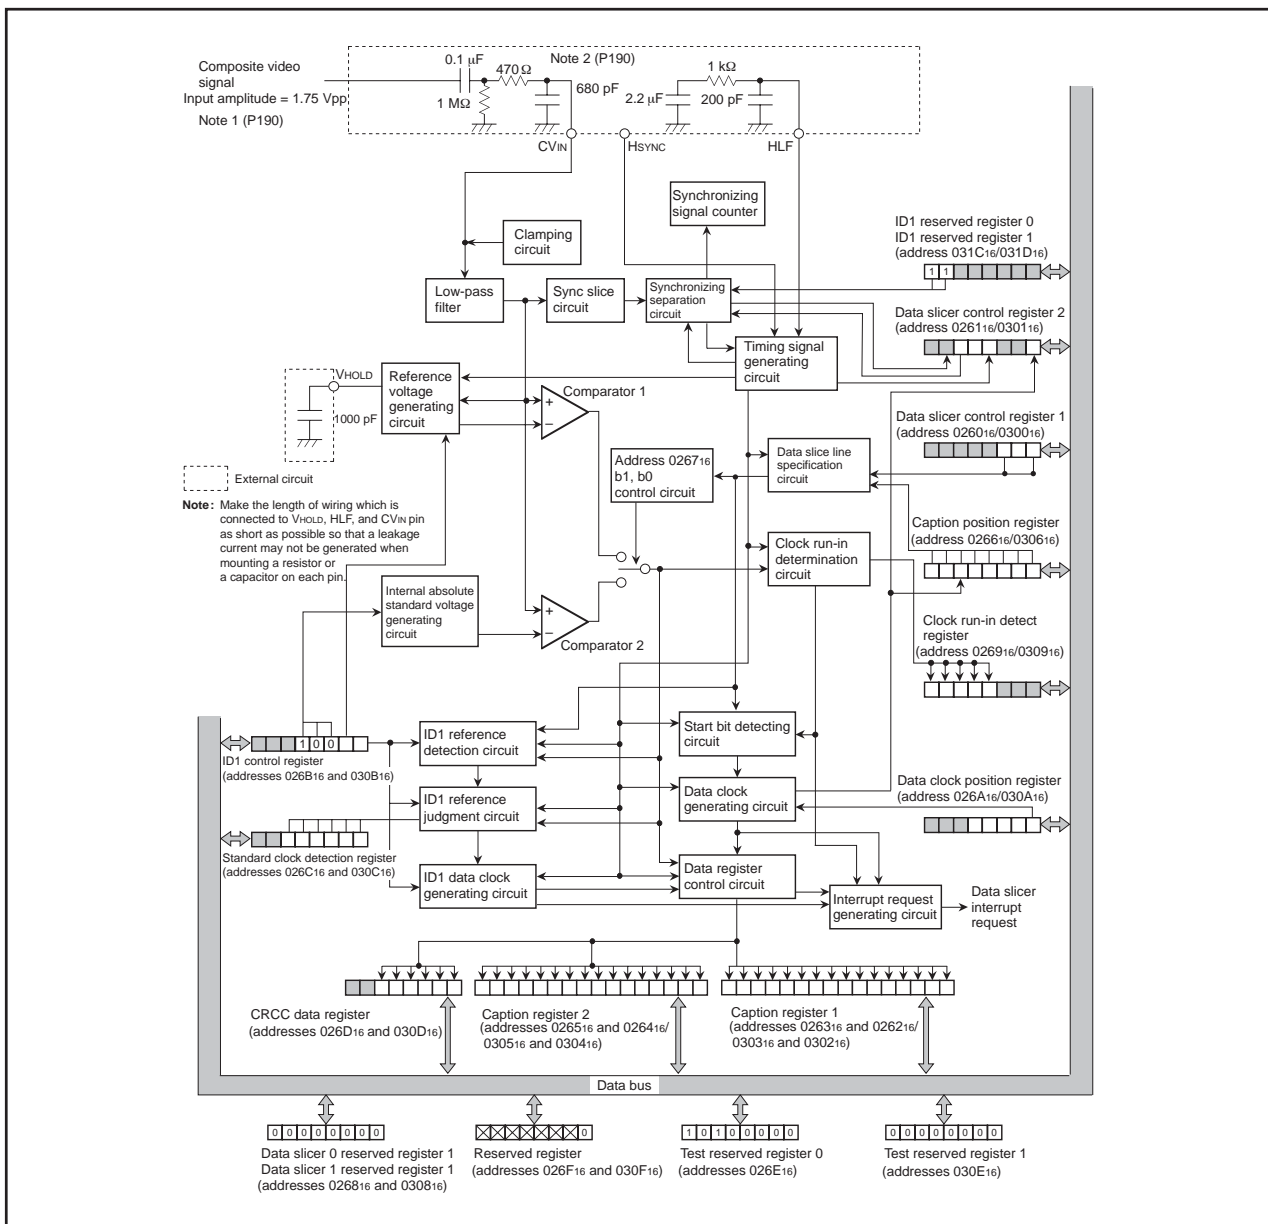 Note 2 (P190)
0.1 μF
470 Ω
1 kΩ
Composite video
signal
Input amplitude = 1.75 Vpp
Note 1 (P190)
1 MΩ
680 pF
2.2 μF
200 pF
CVIN
HSYNC
HLF
Synchronizing
signal counter
Clamping
circuit
Low-pass
filter
Sync slice
circuit
Synchronizing
separation
circuit
Timing signal
generating
circuit
ID1 reserved register 0
ID1 reserved register 1
(address 031C16/031D16)
1 1
Data slicer control register 2
(address 026116/030116)
VHOLD
1000 pF
Reference
voltage
generating
circuit
Comparator 1
+
−
Data slicer control register 1
(address 026016/030016)
External circuit
Note: Make the length of wiring which is
connected to VHOLD, HLF, and CVIN pin
as short as possible so that a leakage
current may not be generated when
mounting a resistor or
a capacitor on each pin.
Address 026716
b1, b0
control circuit
Data slice line
specification
circuit
Caption position register
(address 026616/030616)
Clock run-in
determination
circuit
Internal absolute
standard voltage
generating
circuit
+
−
Comparator 2
Clock run-in detect
register
(address 026916/030916)
1 0 0
ID1 control register
(addresses 026B16 and 030B16)
ID1 reference
detection circuit
Start bit detecting
circuit
ID1 reference
judgment circuit
Data clock
generating circuit
Data clock position register
(address 026A16/030A16)
Standard clock detection register
(addresses 026C16 and 030C16)
ID1 data clock
generating circuit
Data register
control circuit
Interrupt request
generating circuit
Data slicer
interrupt
request
CRCC data register
(addresses 026D16 and 030D16)
Caption register 2
(addresses 026516 and 026416/
030516 and 030416)
Caption register 1
(addresses 026316 and 026216/
030316 and 030216)
Data bus
0 0 0 0 0 0 0 0
Data slicer 0 reserved register 1
Data slicer 1 reserved register 1
(addresses 026816 and 030816)
0
Reserved register
(addresses 026F16 and 030F16)
1 0 1 0 0 0 0 0
Test reserved register 0
(addresses 026E16)
0 0 0 0 0 0 0 0
Test reserved register 1
(addresses 030E16)